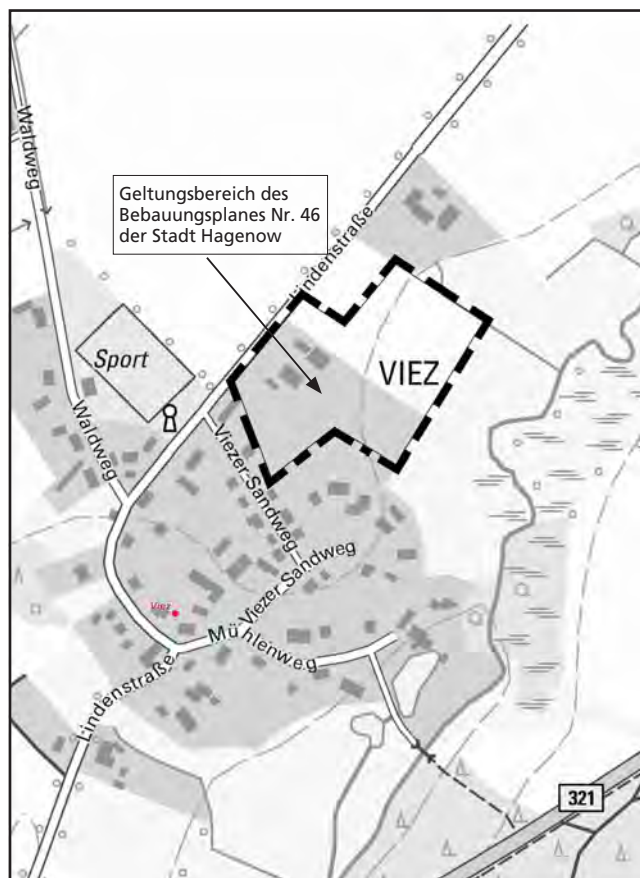 Waldweg
Geltungsbereich des
Bebauungsplanes Nr. 46
der Stadt Hagenow
Lindenstraße
Sport
VIEZ
Waldweg
Viezer-Sandweg
Viezer Sandweg
Viez
Mühlenweg
Lindenstraße
321